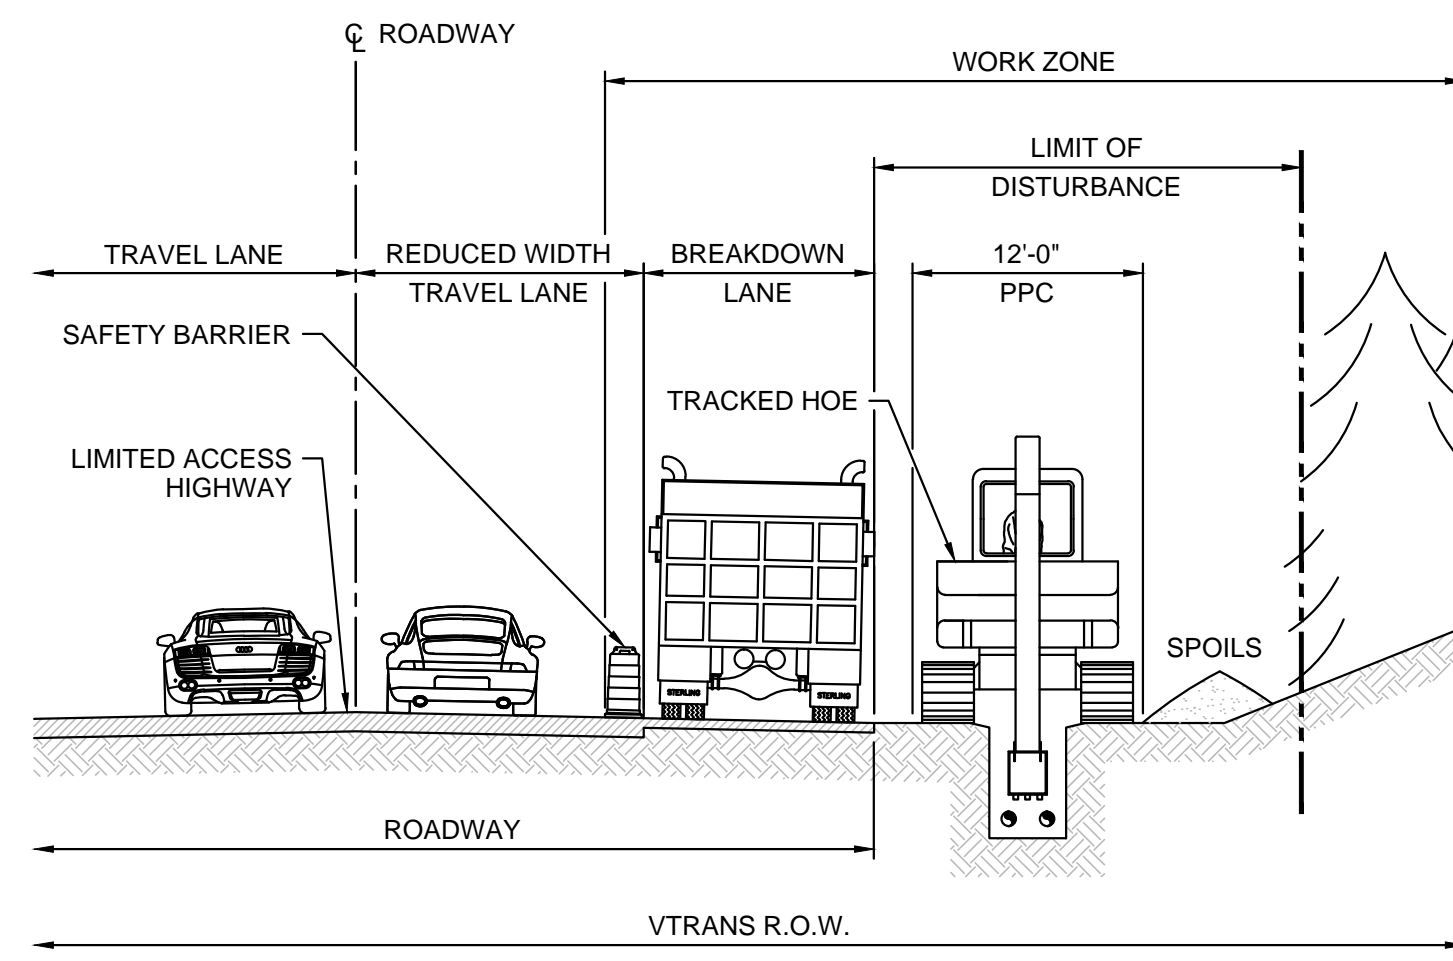 ℄ ROADWAY
WORK ZONE
LIMIT OF
DISTURBANCE
TRAVEL LANE
REDUCED WIDTH
TRAVEL LANE
BREAKDOWN
LANE
12'-0"
PPC
SAFETY BARRIER
TRACKED HOE
LIMITED ACCESS
HIGHWAY
SPOILS
STERLING
STERLING
ROADWAY
VTRANS R.O.W.